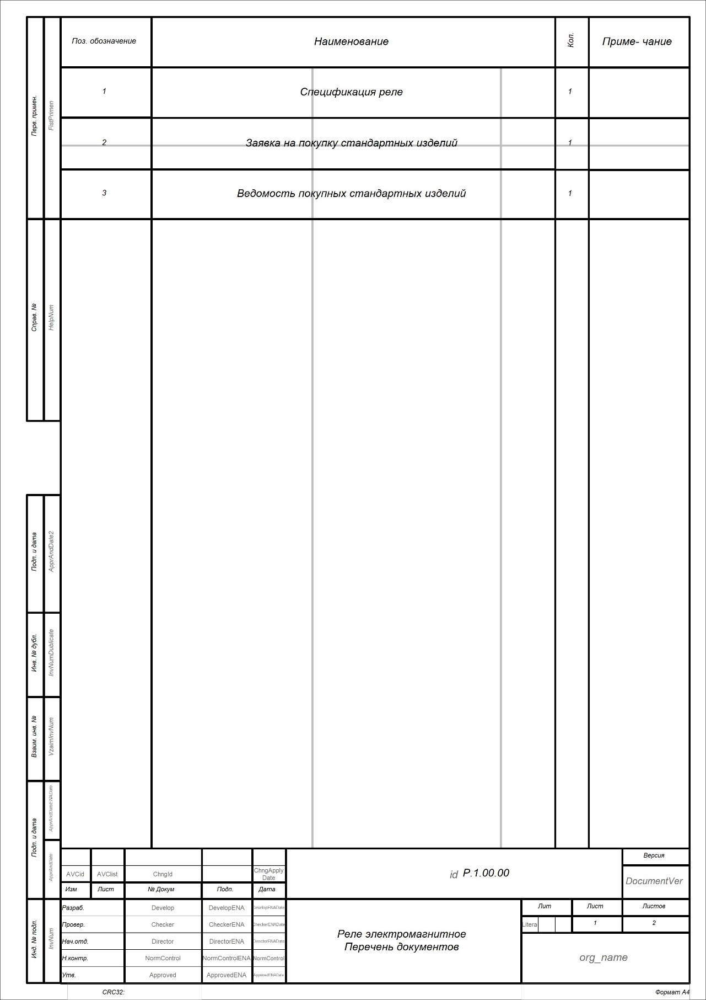 Поз. обозначение Наименование Кол. Приме- чание
1 Спецификация реле 1
2 Заявка на покупку стандартных изделий 1
3 Ведомость покупных стандартных изделий 1
Перв. примен.
FistPrimen
Справ. №
HelpNum
Подп. и дата
ApprAndDate2
Инв. № дубл.
InvNumDublicate
Взаим. инв. №
VzaimInvNum
Подп. и дата
ApprAndDateENADate
ApprAndDate
Инд. № подл.
InvNum
AVCid AVClist ChngId ChngApply
Date
Изм Лист № Докум Подп. Дата
id Р.1.00.00
Версия
DocumentVer
Разраб. Develop DevelopENA DevelopENADate
Провер. Checker CheckerENA CheckerENADate
Нач.отд. Director DirectorENA DirectorENADate
Н.контр. NormControl NormControlENA NormControl
Утв. Approved ApprovedENA ApprovedENADate
Реле электромагнитное
Перечень документов
Лит Лист Листов
Litera 1 2
org_name
CRC32: Формат А4